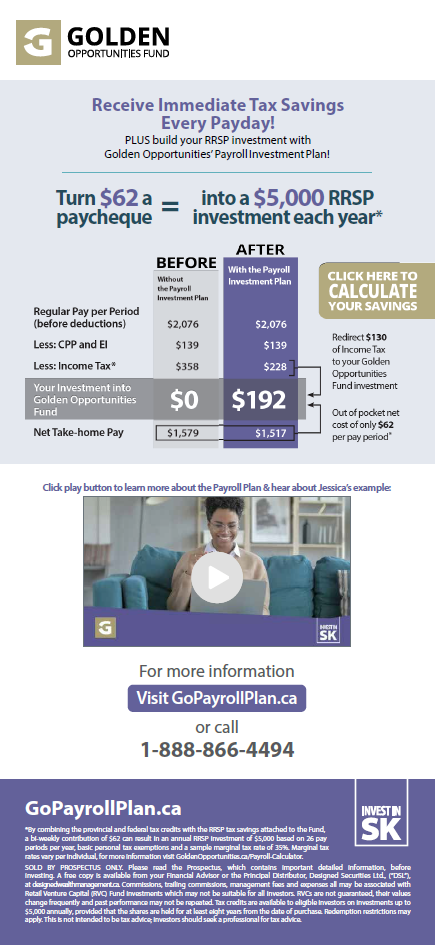 G GOLDEN
OPPORTUNITIES FUND
Receive Immediate Tax Savings
Every Payday!
PLUS build your RRSP investment with
Golden Opportunities' Payroll Investment Plan!
Turn $62 a
paycheque
=
into a $5,000 RRSP
investment each year*
BEFORE
AFTER
Without
the Payroll
Investment Plan
With the Payroll
Investment Plan
CLICK HERE TO
CALCULATE
YOUR SAVINGS
Regular Pay per Period
(before deductions) $2,076 $2,076
Less: CPP and EI $139 $139
Less: Income Tax* $358 $228
Redirect $130
of Income Tax
to your Golden
Opportunities
Fund investment
Your Investment into
Golden Opportunities
Fund
$0 $192
Out of pocket net
cost of only $62
per pay period*
Net Take-home Pay $1,579 $1,517
Click play button to learn more about the Payroll Plan & hear about Jessica's example:
G
INVEST IN
SK
For more information
Visit GoPayrollPlan.ca
or call
1-888-866-4494
GoPayrollPlan.ca
INVEST IN
SK
*By combining the provincial and federal tax credits with the RRSP tax savings attached to the Fund,
a bi-weekly contribution of $62 can result in an annual RRSP investment of $5,000 based on 26 pay
periods per year, basic personal tax exemptions and a sample marginal tax rate of 35%. Marginal tax
rates vary per individual, for more information visit GoldenOpportunities.ca/Payroll-Calculator.
SOLD BY PROSPECTUS ONLY. Please read the Prospectus, which contains important detailed information, before
investing. A free copy is available from your Financial Advisor or the Principal Distributor, Designed Securities Ltd., ("DSL"),
at designedwealthmanagement.ca. Commissions, trailing commissions, management fees and expenses all may be associated with
Retail Venture Capital (RVC) Fund investments which may not be suitable for all investors. RVCs are not guaranteed, their values
change frequently and past performance may not be repeated. Tax credits are available to eligible investors on investments up to
$5,000 annually, provided that the shares are held for at least eight years from the date of purchase. Redemption restrictions may
apply. This is not intended to be tax advice; investors should seek a professional for tax advice.